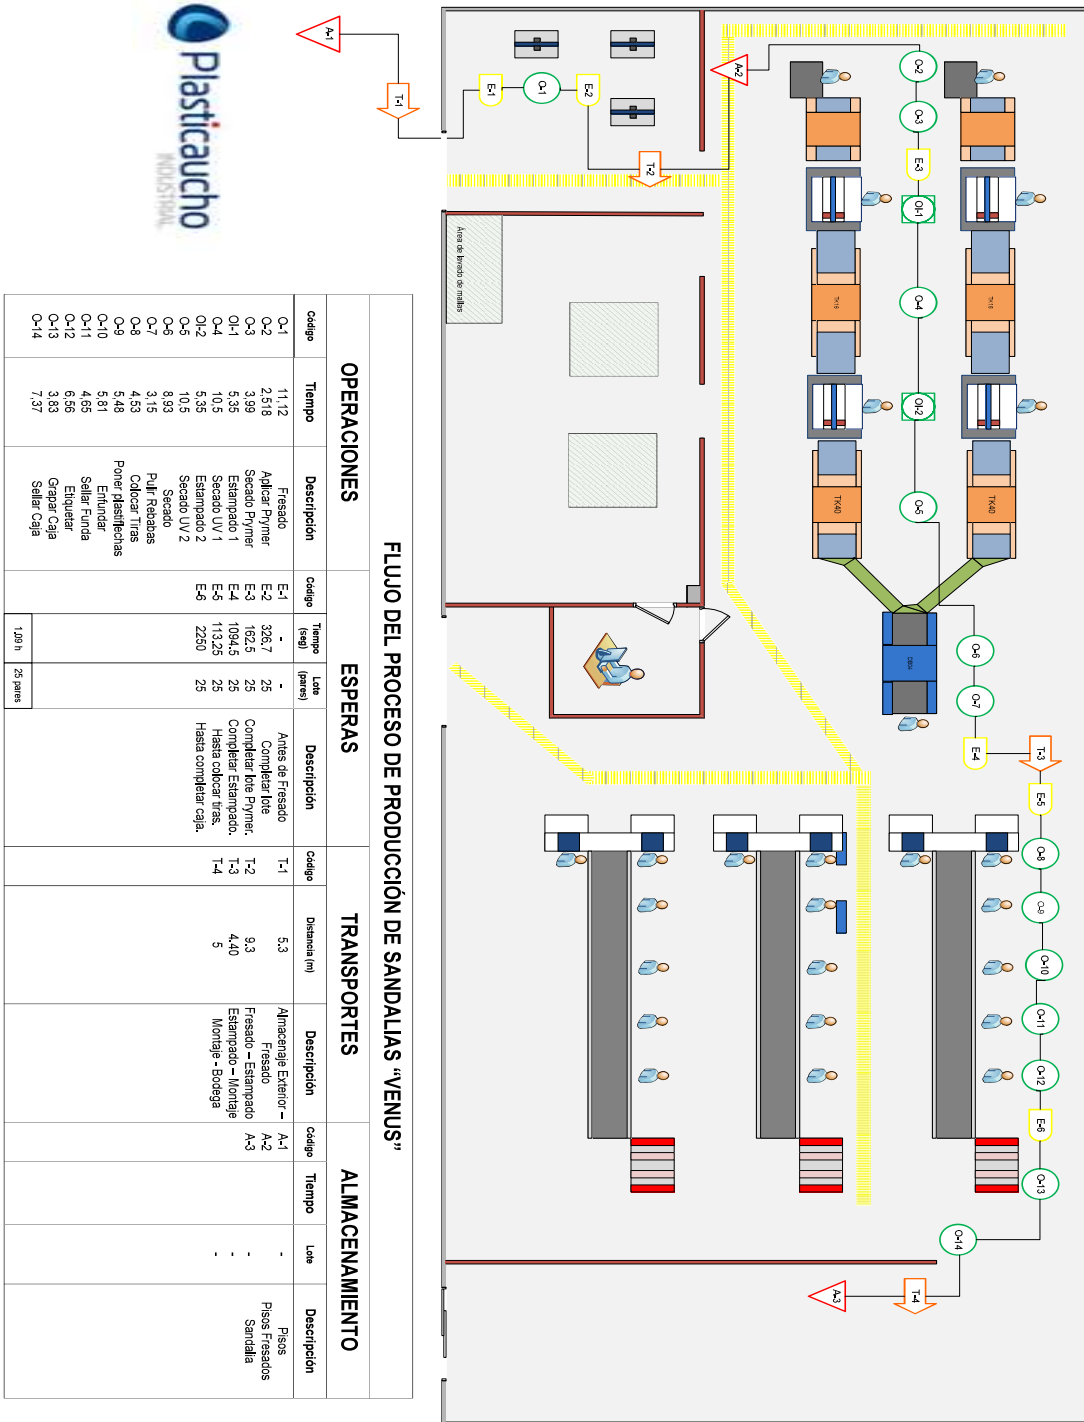 Plasticaucho
INDUSTRIAL
A-1
T-1
E-1
O-1
E-2
T-2
A-2
O-2
O-3
E-3
OI-1
O-4
OI-2
O-5
O-6
O-7
E-4
T-3
E-5
O-8
O-9
O-10
O-11
O-12
E-6
O-13
O-14
T-4
A-3
TK16
TK40
TK16
TK40
Área de lavado de mallas
FLUJO DEL PROCESO DE PRODUCCIÓN DE SANDALIAS “VENUS”
OPERACIONES
Código Tiempo Descripción
O-1 11,12 Fresado
O-2 2,518 Aplicar Prymer
O-3 3,99 Secado Prymer
OI-1 5,35 Estampado 1
O-4 10,5 Secado UV 1
OI-2 5,35 Estampado 2
O-5 10,5 Secado UV 2
O-6 8,93 Secado
O-7 3,15 Pulir Rebabas
O-8 4,53 Colocar Tiras
O-9 5,48 Poner plastiflechas
O-10 5,81 Enfundar
O-11 4,65 Sellar Funda
O-12 6,56 Etiquetar
O-13 3,83 Grapar Caja
O-14 7,37 Sellar Caja
ESPERAS
Código Tiempo (seg) Lote (pares) Descripción
E-1 - - Antes de Fresado
E-2 326,7 25 Completar lote
E-3 162,5 25 Completar lote Prymer.
E-4 1094,5 25 Completar Estampado.
E-5 113,25 25 Hasta colocar tiras.
E-6 2250 25 Hasta completar caja.
1,09 h 25 pares
TRANSPORTES
Código Distancia (m) Descripción
T-1 5.3 Almacenaje Exterior –
Fresado
T-2 9.3 Fresado – Estampado
T-3 4.40 Estampado – Montaje
T-4 5 Montaje - Bodega
ALMACENAMIENTO
Código Tiempo Lote Descripción
A-1 - Pisos
A-2 Pisos Fresados
A-3 - Sandalia
-
-